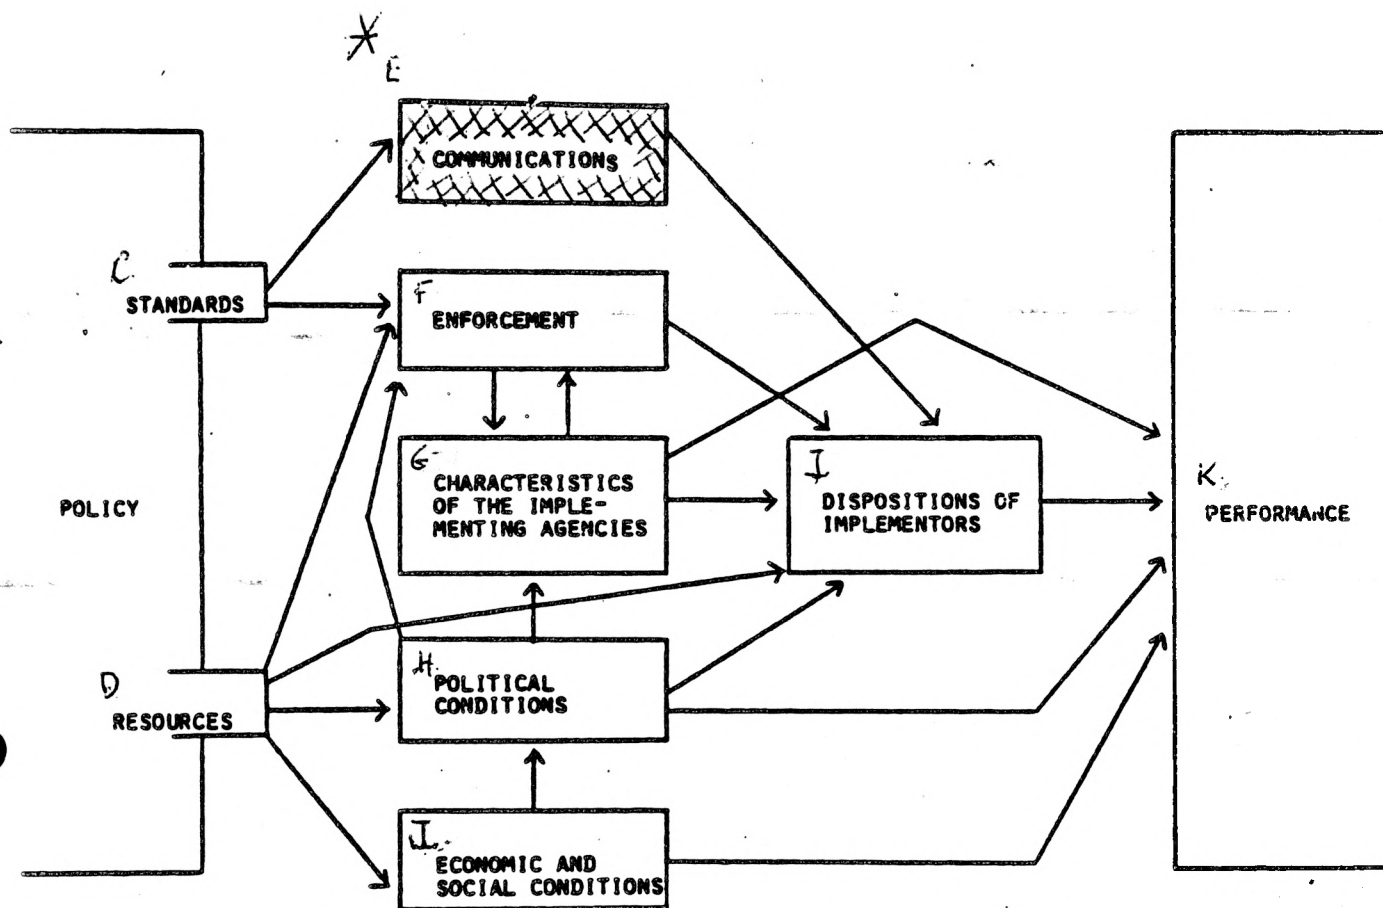 * E
COMMUNICATIONS
C.
STANDARDS
F
ENFORCEMENT
G
CHARACTERISTICS
OF THE IMPLE-
MENTING AGENCIES
I
DISPOSITIONS OF
IMPLEMENTORS
K.
PERFORMANCE
POLICY
D
RESOURCES
H.
POLITICAL
CONDITIONS
J.
ECONOMIC AND
SOCIAL CONDITIONS